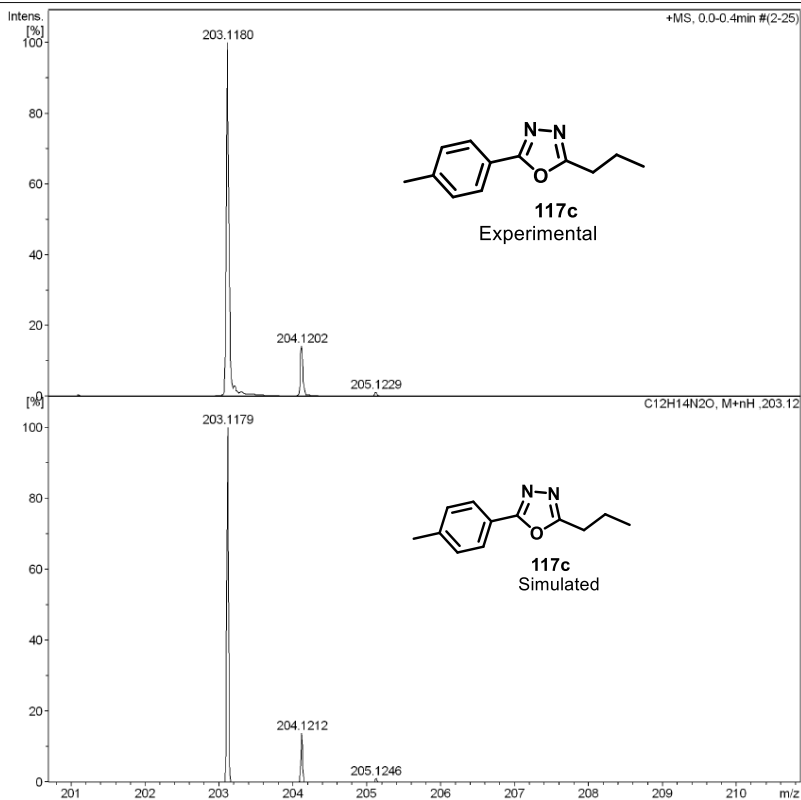 Intens.
[%]
+MS, 0.0-0.4min #(2-25)
203.1180
100
80
60
40
20
0
N N
O
117c
Experimental
204.1202
205.1229
[%]
C12H14N2O, M+nH ,203.12
203.1179
100
80
60
40
20
0
N N
O
117c
Simulated
204.1212
205.1246
201 202 203 204 205 206 207 208 209 210 m/z